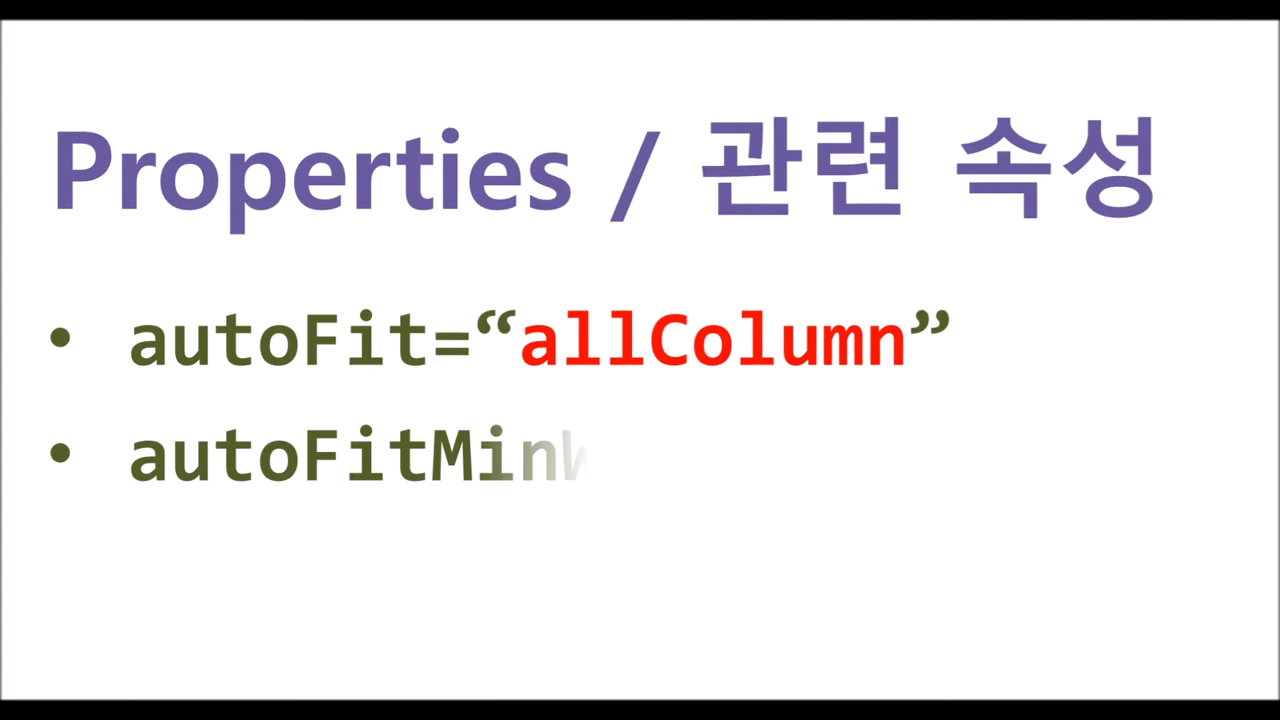 Properties / 관련 속성
• autoFit=“allColumn”
• autoFitMin